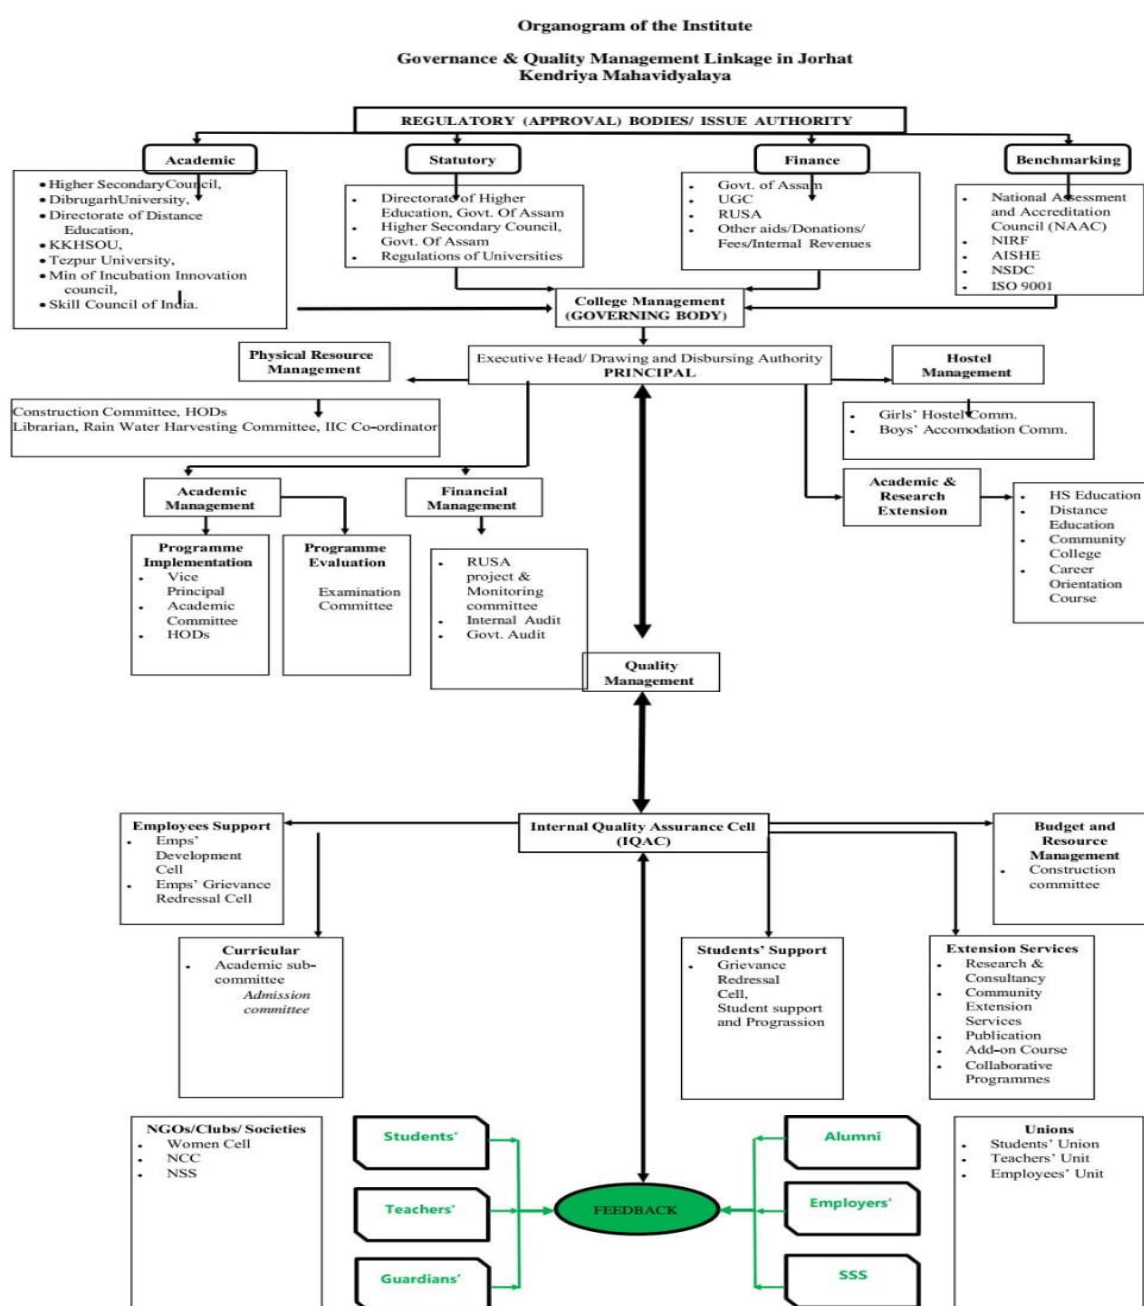 Organogram of the Institute
Governance & Quality Management Linkage in Jorhat
Kendriya Mahavidyalaya
REGULATORY (APPROVAL) BODIES/ ISSUE AUTHORITY
Academic
• Higher SecondaryCouncil,
• DibrugarhUniversity,
• Directorate of Distance
Education,
• KKHSOU,
• Tezpur University,
• Min of Incubation Innovation
council,
• Skill Council of India.
Statutory
• Directorate of Higher
Education, Govt. Of Assam
• Higher Secondary Council,
Govt. Of Assam
• Regulations of Universities
Finance
• Govt. of Assam
• UGC
• RUSA
• Other aids/Donations/
Fees/Internal Revenues
Benchmarking
• National Assessment
and Accreditation
Council (NAAC)
• NIRF
• AISHE
• NSDC
• ISO 9001
College Management
(GOVERNING BODY)
Executive Head/ Drawing and Disbursing Authority
PRINCIPAL
Physical Resource
Management
Construction Committee, HODs
Librarian, Rain Water Harvesting Committee, IIC Co-ordinator
Hostel
Management
• Girls' Hostel Comm.
• Boys' Accomodation Comm.
Academic
Management
Financial
Management
Academic &
Research
Extension
• HS Education
• Distance
Education
• Community
College
• Career
Orientation
Course
Programme
Implementation
• Vice
Principal
• Academic
Committee
• HODs
Programme
Evaluation
Examination
Committee
• RUSA
project &
Monitoring
committee
• Internal Audit
• Govt. Audit
Quality
Management
Employees Support
• Emps'
Development
Cell
• Emps' Grievance
Redressal Cell
Internal Quality Assurance Cell
(IQAC)
Budget and
Resource
Management
• Construction
committee
Curricular
• Academic sub-
committee
Admission
committee
Students' Support
• Grievance
Redressal
Cell,
Student support
and Prograssion
Extension Services
• Research &
Consultancy
• Community
Extension
Services
• Publication
• Add-on Course
• Collaborative
Programmes
NGOs/Clubs/ Societies
• Women Cell
• NCC
• NSS
Students'
Teachers'
Guardians'
FEEDBACK
Alumni
Employers'
SSS
Unions
• Students' Union
• Teachers' Unit
• Employees' Unit